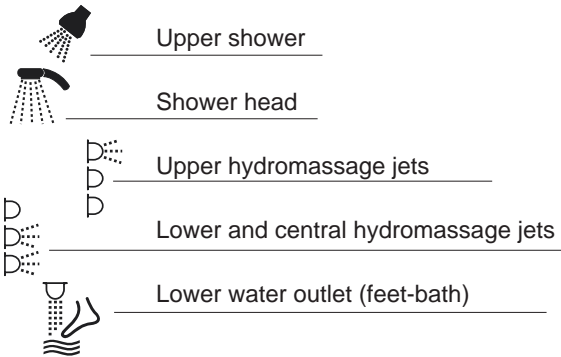 Upper shower
Shower head
Upper hydromassage jets
Lower and central hydromassage jets
Lower water outlet (feet-bath)